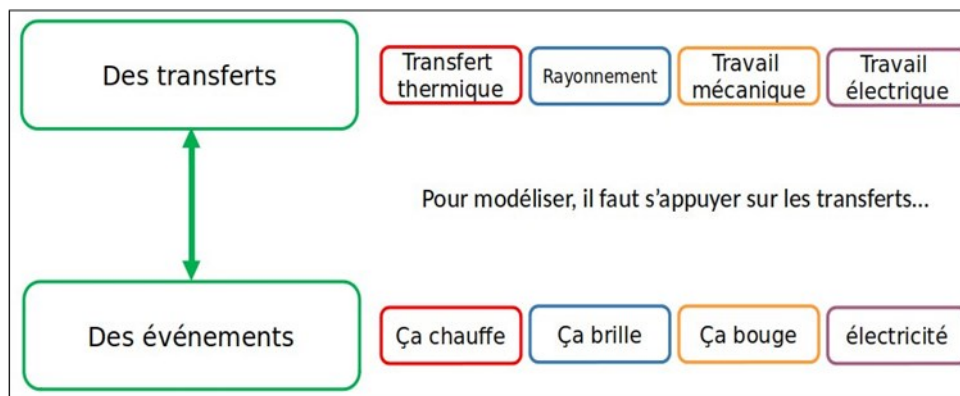 Des transferts
Transfert
thermique
Rayonnement
Travail
mécanique
Travail
électrique
Pour modéliser, il faut s’appuyer sur les transferts…
Des événements
Ça chauffe
Ça brille
Ça bouge
électricité